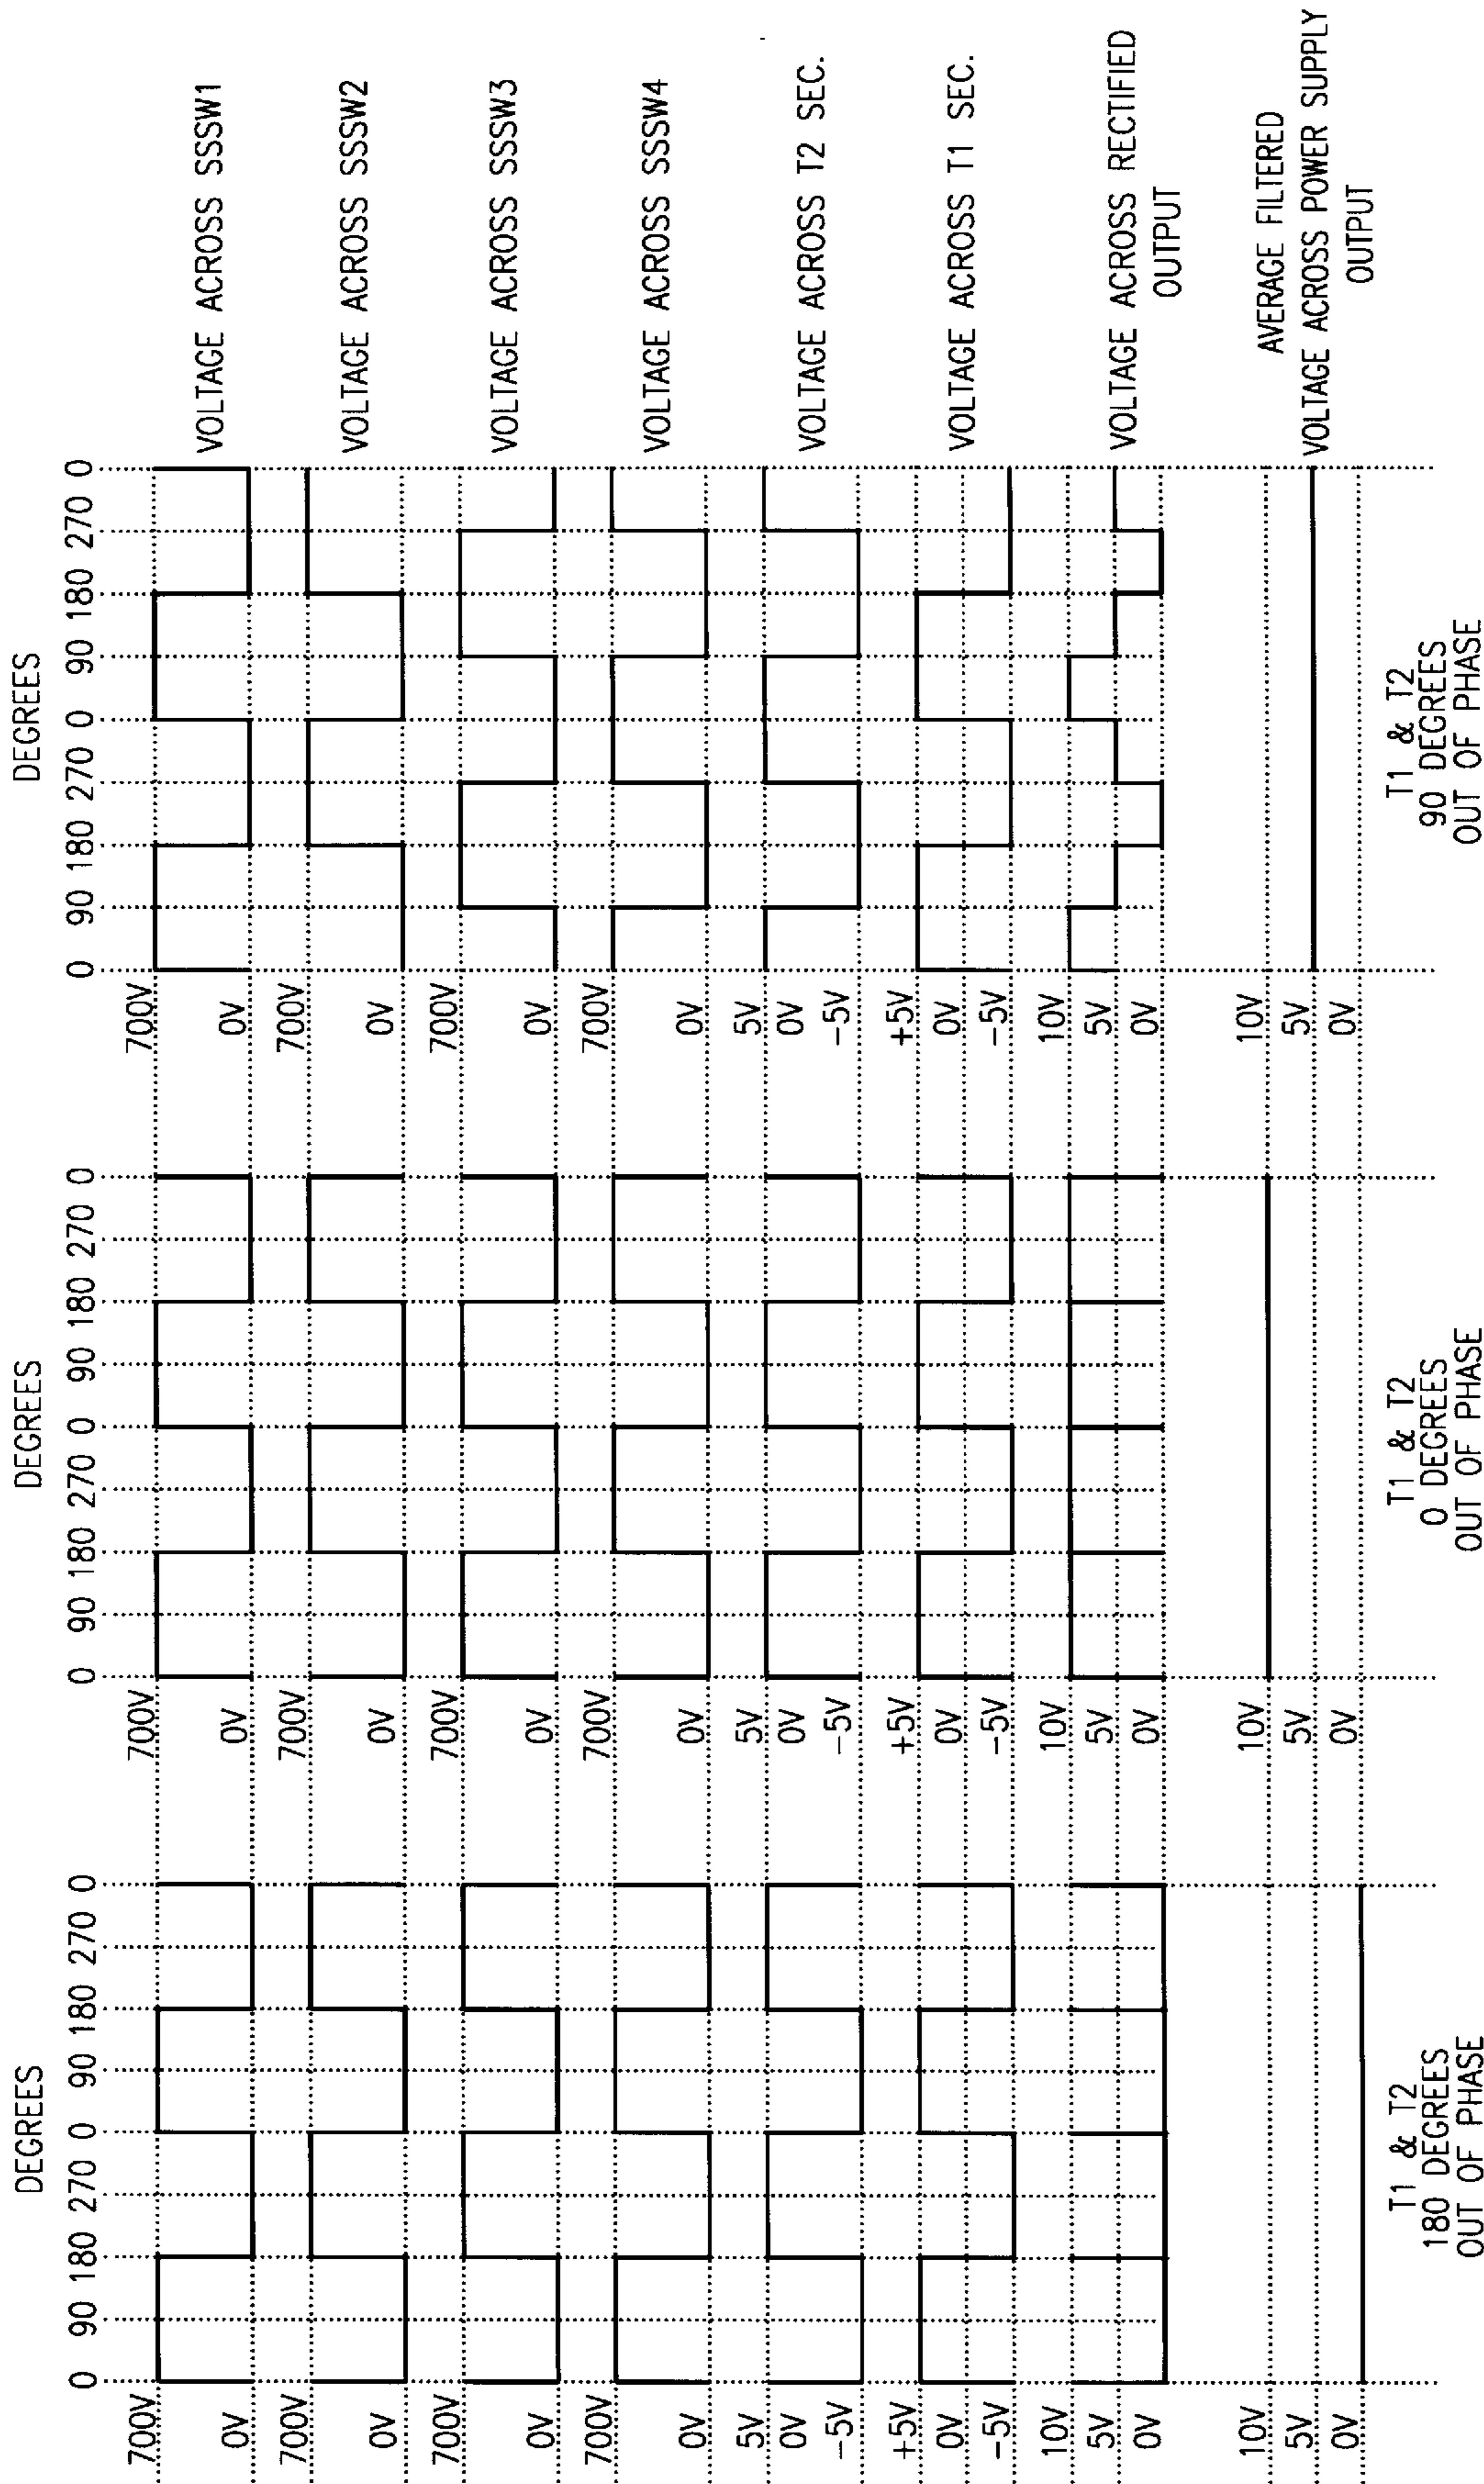 DEGREES
0 90 180 270 0 90 180 270 0
DEGREES
0 90 180 270 0 90 180 270 0
DEGREES
0 90 180 270 0 90 180 270 0
700V
0V
700V
0V
700V
0V
VOLTAGE ACROSS SSSW1
700V
0V
700V
0V
700V
0V
VOLTAGE ACROSS SSSW2
700V
0V
700V
0V
700V
0V
VOLTAGE ACROSS SSSW3
700V
0V
700V
0V
700V
0V
VOLTAGE ACROSS SSSW4
5V
0V
-5V
5V
0V
-5V
5V
0V
-5V
VOLTAGE ACROSS T2 SEC.
+5V
0V
-5V
+5V
0V
-5V
+5V
0V
-5V
VOLTAGE ACROSS T1 SEC.
10V
5V
0V
10V
5V
0V
10V
5V
0V
VOLTAGE ACROSS RECTIFIED
OUTPUT
10V
5V
0V
10V
5V
0V
10V
5V
0V
AVERAGE FILTERED
VOLTAGE ACROSS POWER SUPPLY
OUTPUT
T1 & T2
180 DEGREES
OUT OF PHASE
T1 & T2
0 DEGREES
OUT OF PHASE
T1 & T2
90 DEGREES
OUT OF PHASE